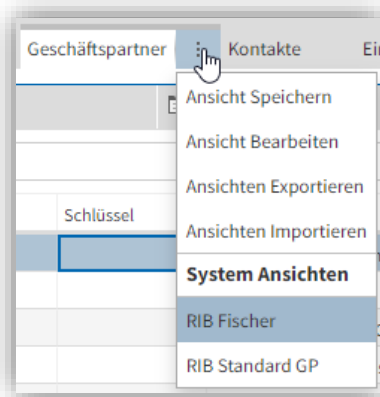 Geschäftspartner Kontakte
Ansicht Speichern
Ansicht Bearbeiten
Ansichten Exportieren
Schlüssel
Ansichten Importieren
System Ansichten
RIB Fischer
RIB Standard GP